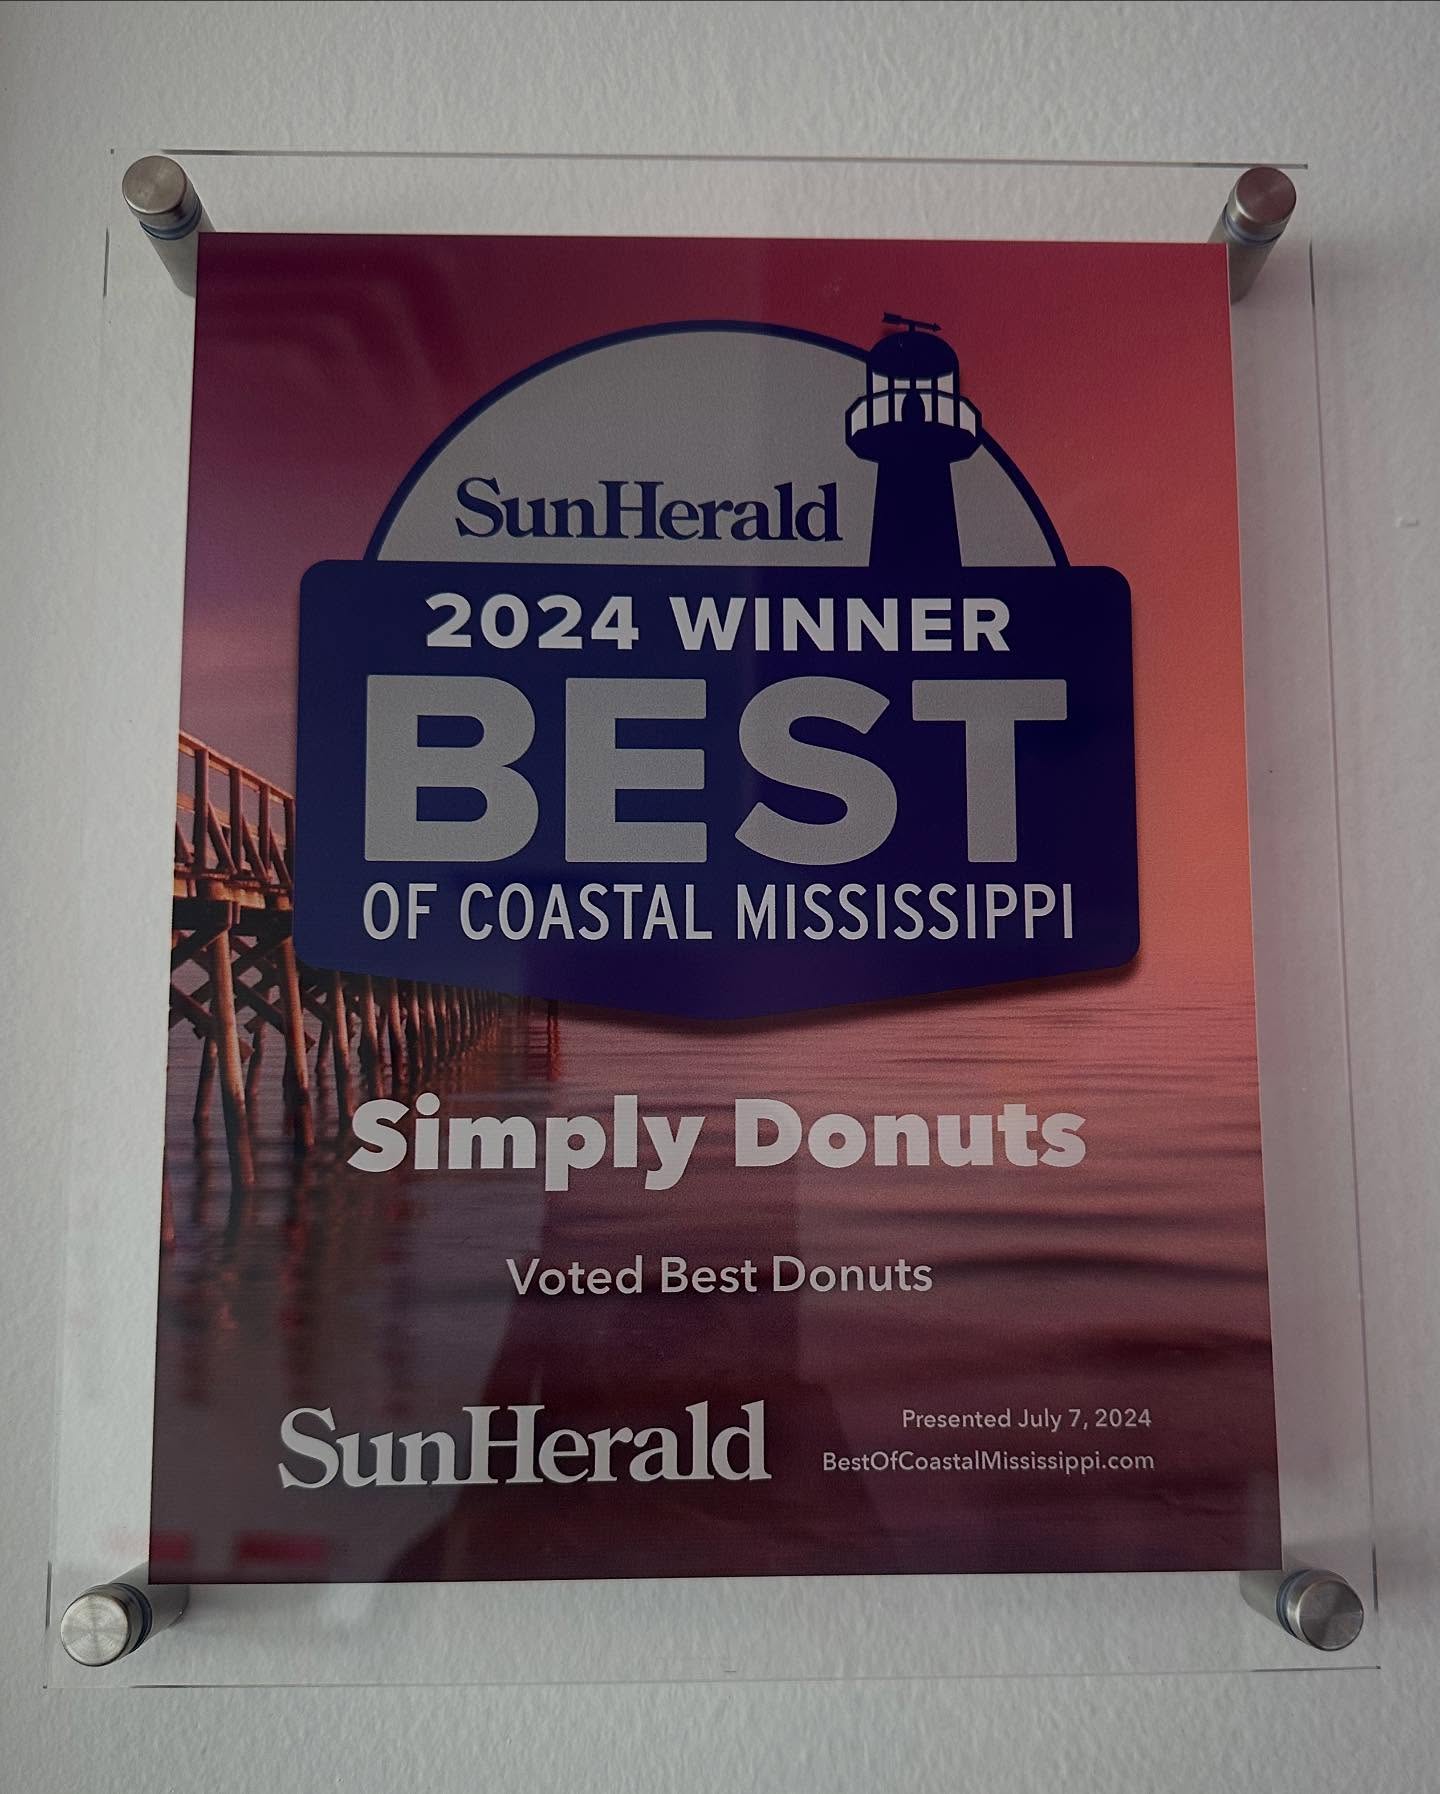 SunHerald
2024 WINNER
BEST
OF COASTAL MISSISSIPPI
Simply Donuts
Voted Best Donuts
SunHerald
Presented July 7, 2024
BestOfCoastalMississippi.com